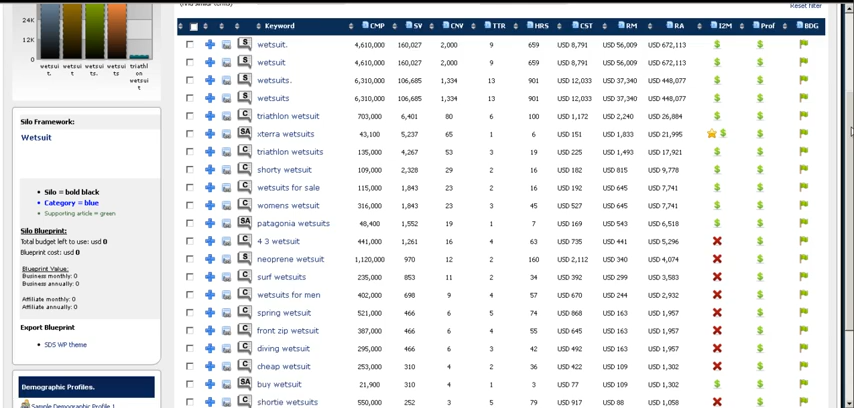 (find similar terms)
Reset filter
24K
12K
0
wetsui t.
wetsui t
wetsui ts.
wetsui ts
triathl on wetsui t
Silo Framework:
Wetsuit
• Silo = bold black
• Category = blue
• Supporting article = green
Silo Blueprint:
Total budget left to use: usd 0
Blueprint cost: usd 0
Blueprint Value:
Business monthly: 0
Business annually: 0
Affiliate monthly: 0
Affiliate annually: 0
Export Blueprint
• SDS WP theme
Demographic Profiles.
Sample Demographic Profile 1
Keyword CMP SV CNV TTR HRS CST RM RA I2M Prof BDG
S wetsuit. 4,610,000 160,027 2,000 9 659 USD 8,791 USD 56,009 USD 672,113 $ $
S wetsuit 4,610,000 160,027 2,000 9 659 USD 8,791 USD 56,009 USD 672,113 $ $
S wetsuits. 6,310,000 106,685 1,334 13 901 USD 12,033 USD 37,340 USD 448,077 $ $
S wetsuits 6,310,000 106,685 1,334 13 901 USD 12,033 USD 37,340 USD 448,077 $ $
C triathlon wetsuit 703,000 6,401 80 6 100 USD 1,172 USD 2,240 USD 26,884 $ $
SA xterra wetsuits 43,100 5,237 65 1 6 USD 151 USD 1,833 USD 21,995 $ $
C triathlon wetsuits 135,000 4,267 53 3 19 USD 225 USD 1,493 USD 17,921 $ $
C shorty wetsuit 109,000 2,328 29 2 16 USD 182 USD 815 USD 9,778 $ $
C wetsuits for sale 115,000 1,843 23 2 16 USD 192 USD 645 USD 7,741 $ $
C womens wetsuit 316,000 1,843 23 3 45 USD 527 USD 645 USD 7,741 $ $
SA patagonia wetsuits 48,400 1,552 19 1 7 USD 169 USD 543 USD 6,518 $ $
C 4 3 wetsuit 441,000 1,261 16 4 63 USD 735 USD 441 USD 5,296 $
S neoprene wetsuit 1,120,000 970 12 2 160 USD 2,112 USD 340 USD 4,074 $
C surf wetsuits 235,000 853 11 2 34 USD 392 USD 299 USD 3,583 $
C wetsuits for men 402,000 698 9 4 57 USD 670 USD 244 USD 2,932 $
C spring wetsuit 521,000 466 6 5 74 USD 868 USD 163 USD 1,957 $
C front zip wetsuit 387,000 466 6 4 55 USD 645 USD 163 USD 1,957 $
C diving wetsuit 295,000 466 6 3 42 USD 492 USD 163 USD 1,957 $
C cheap wetsuit 253,000 310 4 2 36 USD 422 USD 109 USD 1,302 $
SA buy wetsuit 21,900 310 4 1 3 USD 77 USD 109 USD 1,302 $ $
C shortie wetsuits 550,000 252 3 5 79 USD 917 USD 88 USD 1,058 $